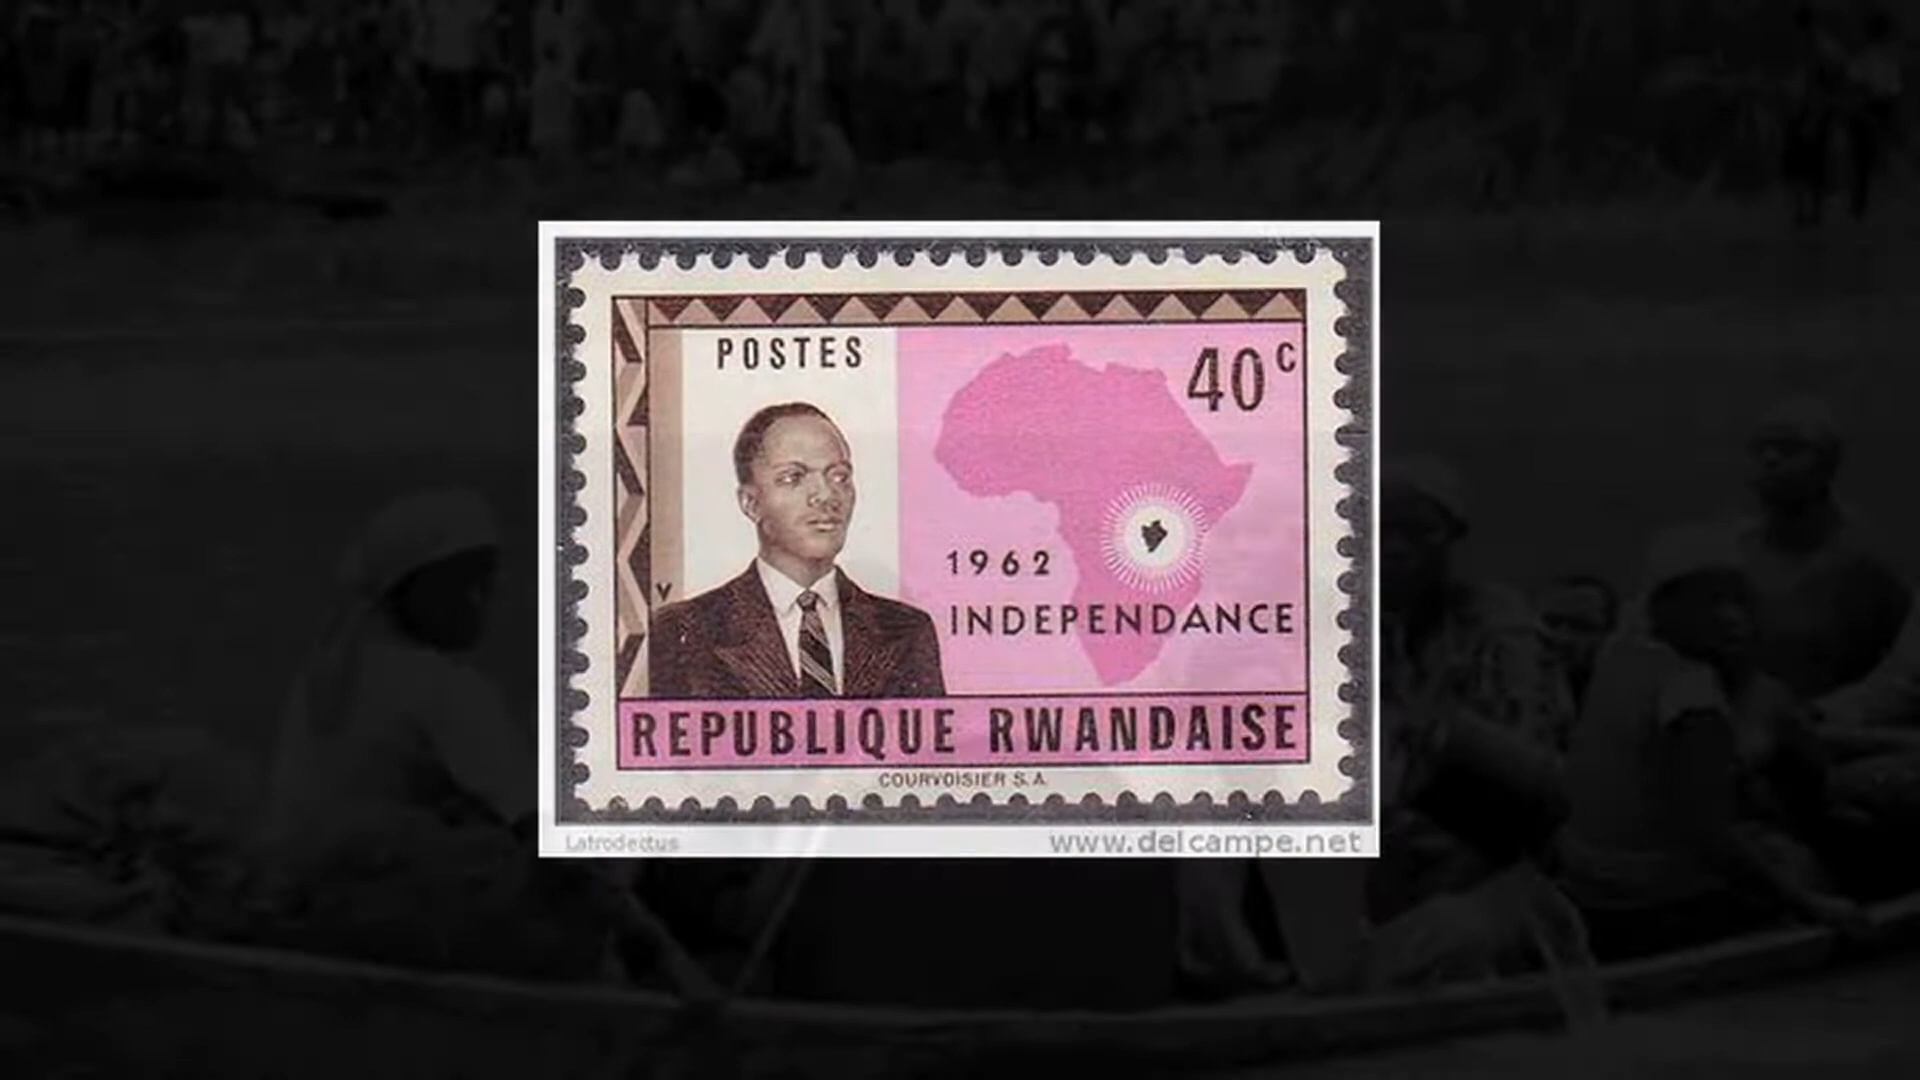 POSTES
40c
1962
INDEPENDANCE
REPUBLIQUE RWANDAISE
COURVOISIER S. A.
Latrodectus
www.delcampe.net